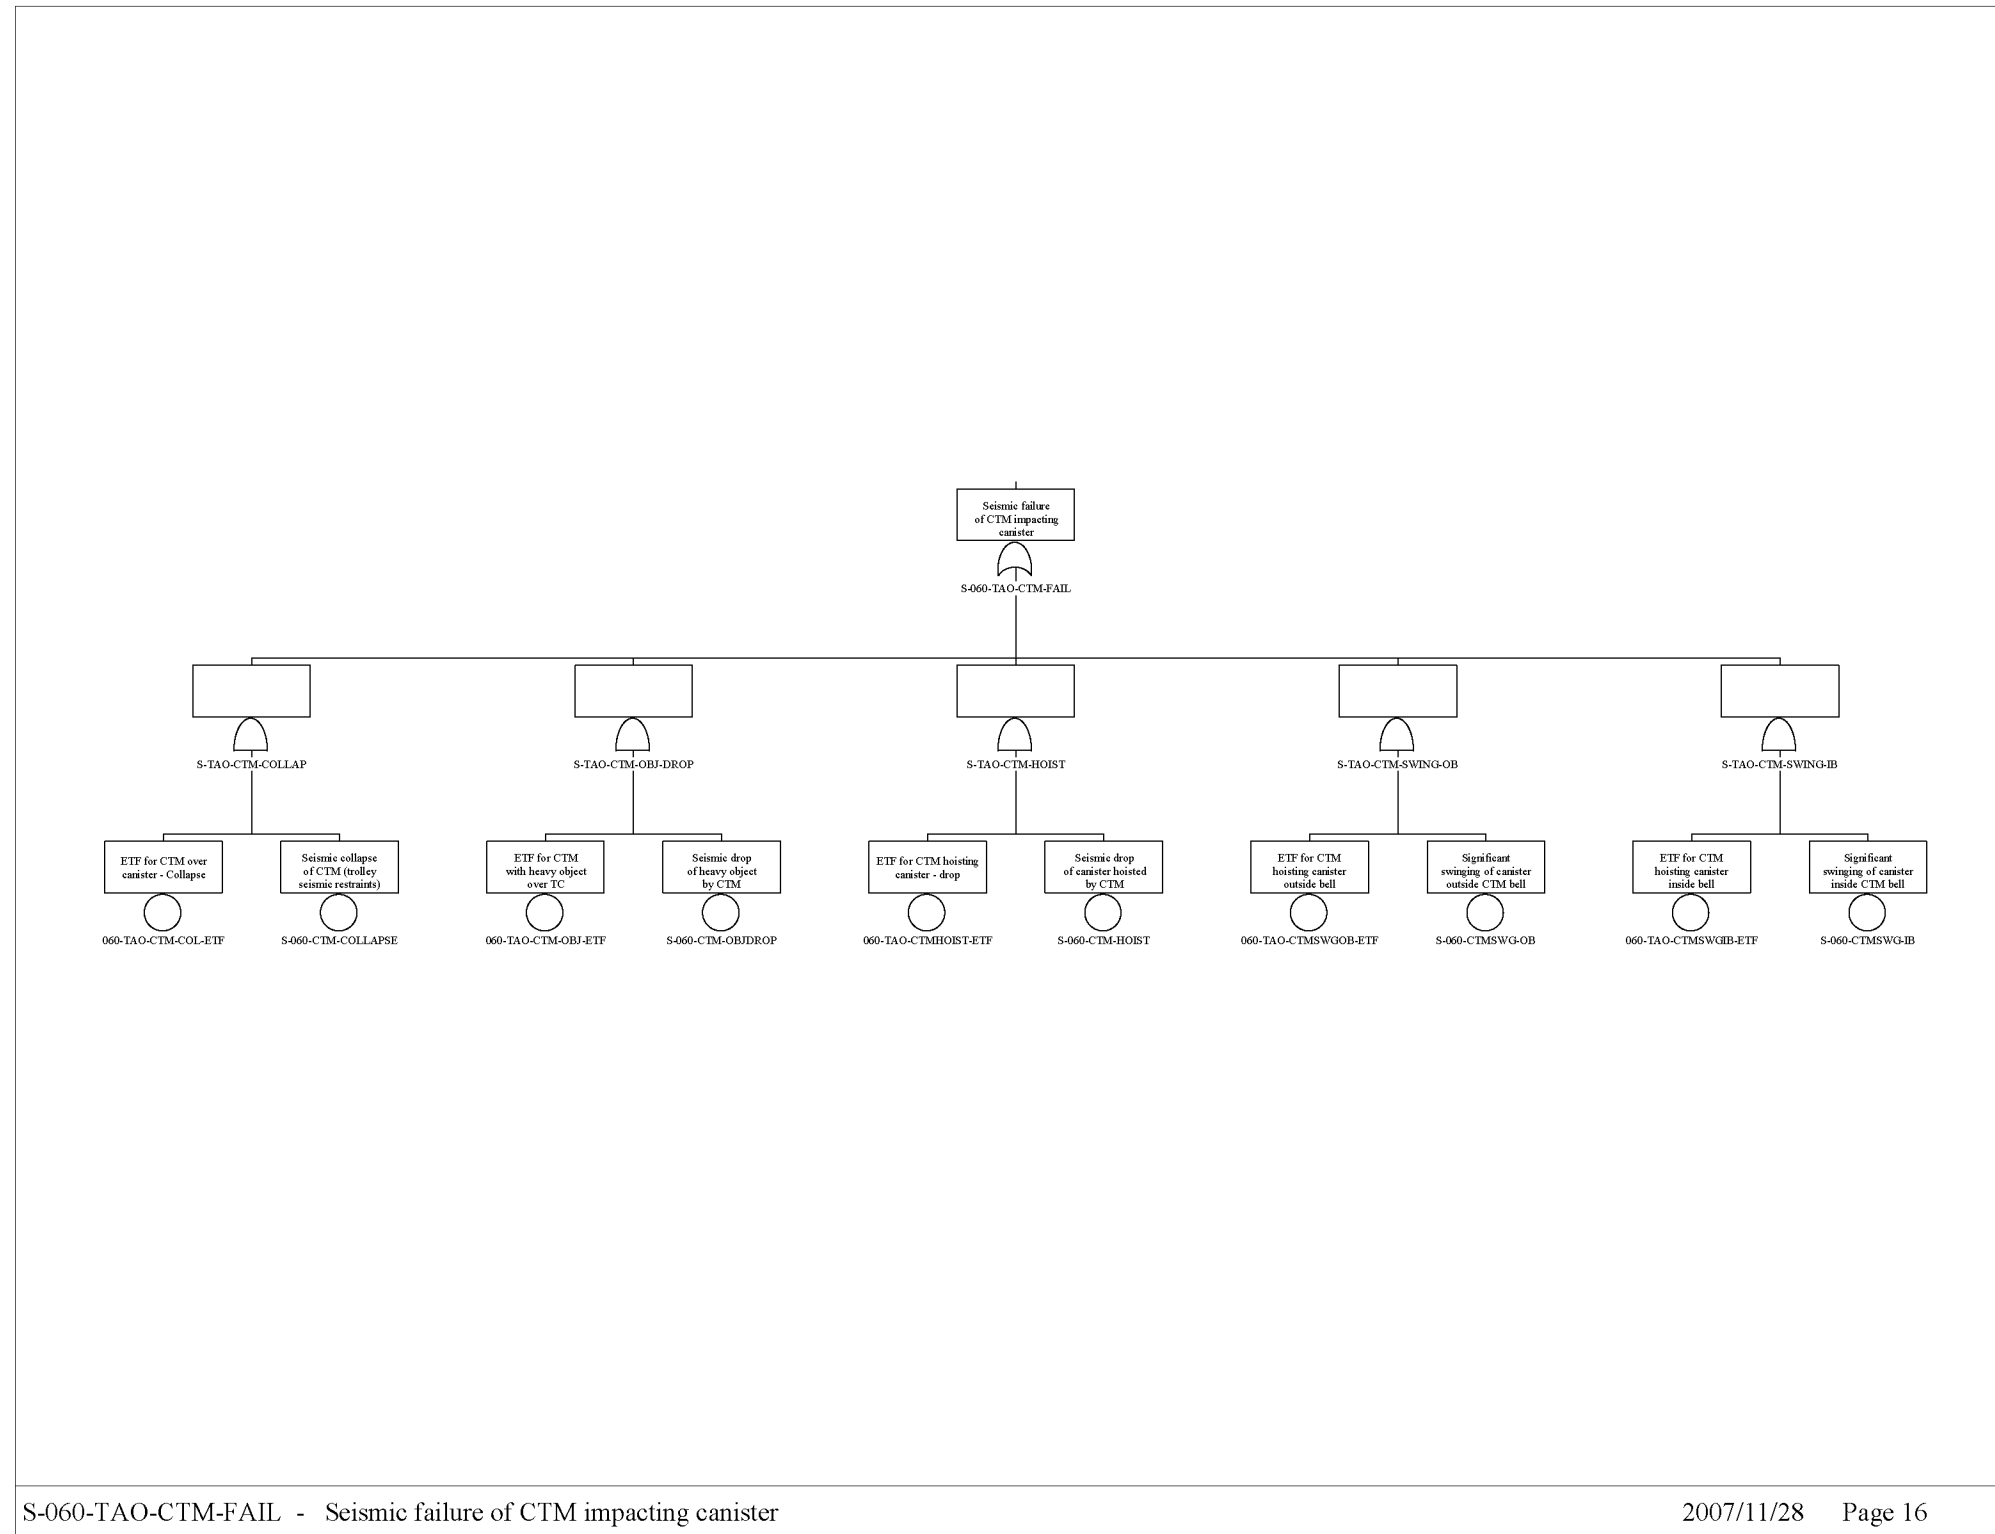 Seismic failure
of CTM impacting
canister
S-060-TAO-CTM-FAIL
S-TAO-CTM-COLLAP
S-TAO-CTM-OBJ-DROP
S-TAO-CTM-HOIST
S-TAO-CTM-SWING-OB
S-TAO-CTM-SWING-IB
ETF for CTM over
canister - Collapse
060-TAO-CTM-COL-ETF
Seismic collapse
of CTM (trolley
seismic restraints)
S-060-CTM-COLLAPSE
ETF for CTM
with heavy object
over TC
060-TAO-CTM-OBJ-ETF
Seismic drop
of heavy object
by CTM
S-060-CTM-OBJDROP
ETF for CTM hoisting
canister - drop
060-TAO-CTMHOIST-ETF
Seismic drop
of canister hoisted
by CTM
S-060-CTM-HOIST
ETF for CTM
hoisting canister
outside bell
060-TAO-CTMSWGOB-ETF
Significant
swinging of canister
outside CTM bell
S-060-CTMSWG-OB
ETF for CTM
hoisting canister
inside bell
060-TAO-CTMSWGIB-ETF
Significant
swinging of canister
inside CTM bell
S-060-CTMSWG-IB
S-060-TAO-CTM-FAIL - Seismic failure of CTM impacting canister
2007/11/28 Page 16